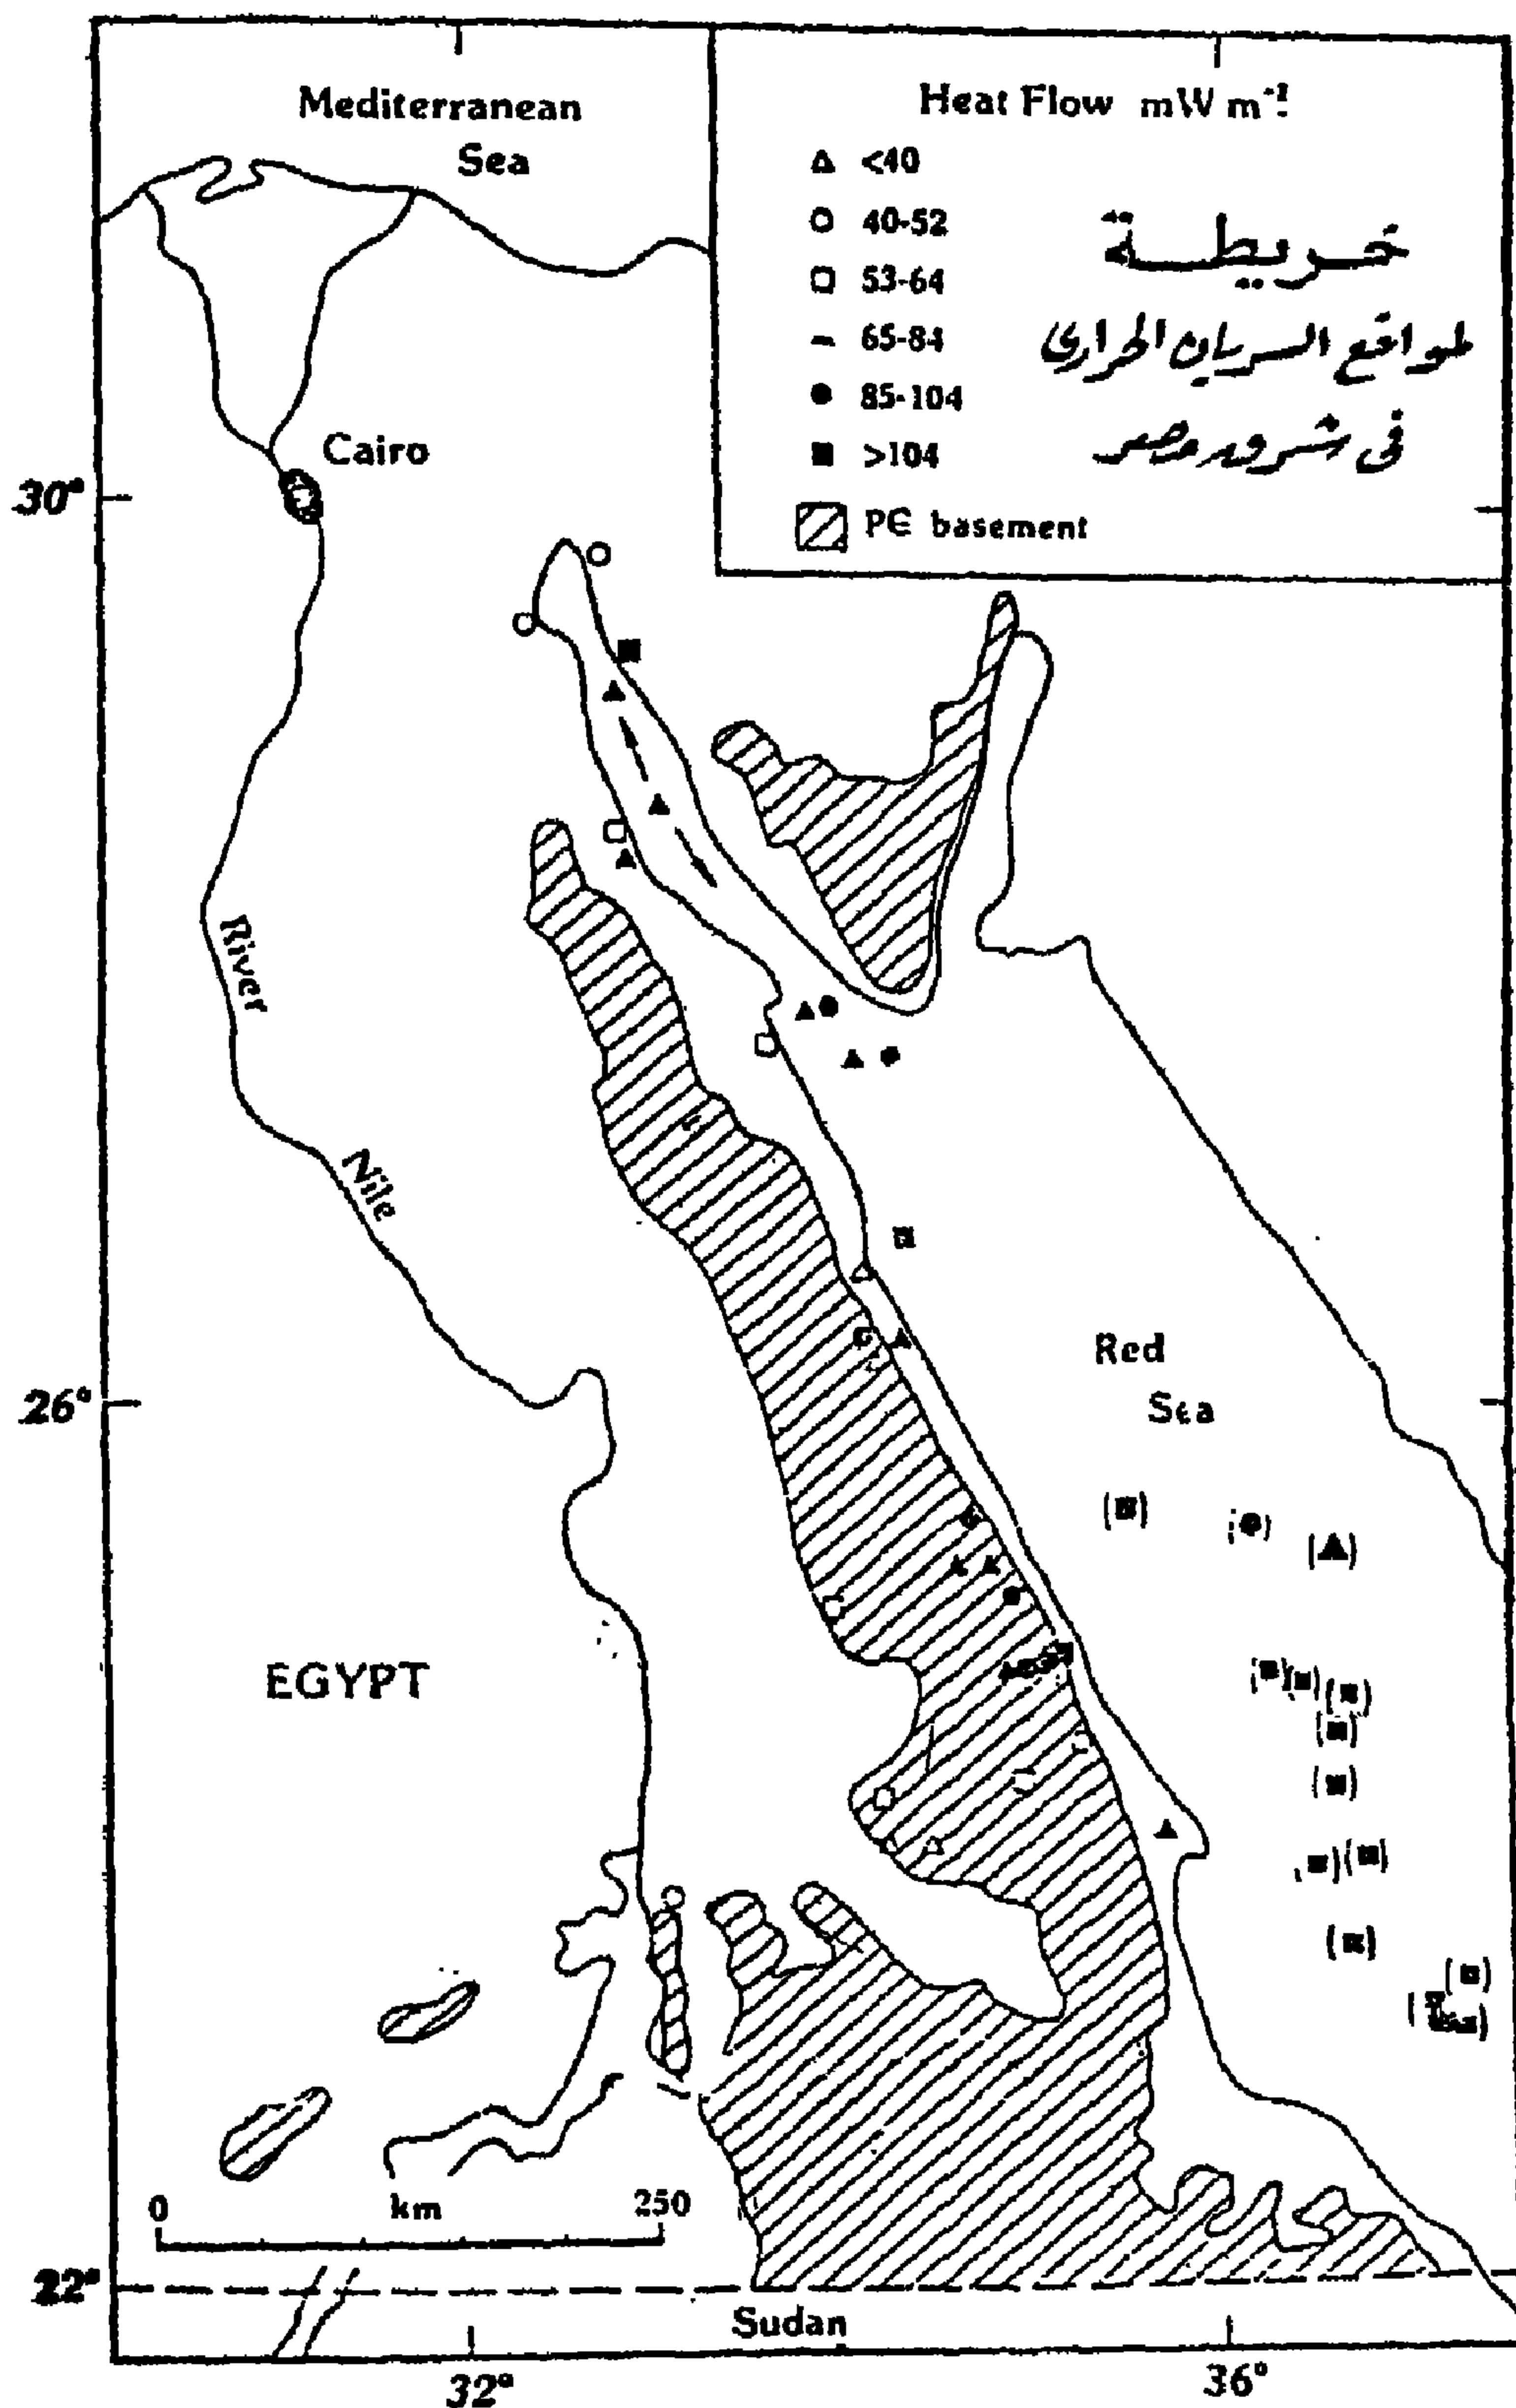 Mediterranean
Sea
Heat Flow mW m⁻²
<40
40-52
53-64
65-84
85-104
>104
P∈ basement
خريطة
لمواقع السريان الحرارى
فى شرق مصر
Cairo
30°
River
Nile
Red
Sea
26°
EGYPT
0 km 250
22°
Sudan
32° 36°